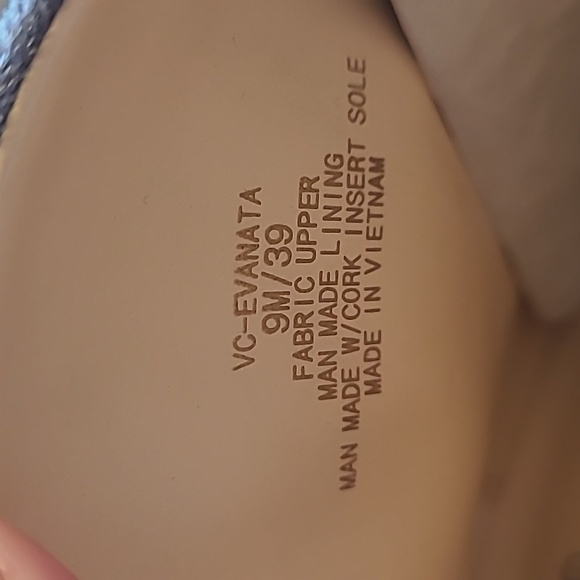 VC-EVANATA
9M/39
FABRIC UPPER
MAN MADE LINING
MAN MADE W/CORK INSERT SOLE
MADE IN VIETNAM